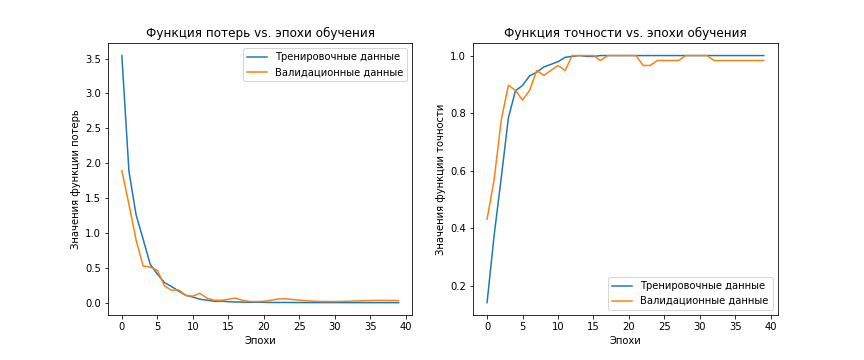 Функция потерь vs. эпохи обучения
Значения функции потерь
3.5
3.0
2.5
2.0
1.5
1.0
0.5
0.0
Тренировочные данные
Валидационные данные
0 5 10 15 20 25 30 35 40
Эпохи
Функция точности vs. эпохи обучения
Значения функции точности
1.0
0.8
0.6
0.4
0.2
Тренировочные данные
Валидационные данные
0 5 10 15 20 25 30 35 40
Эпохи